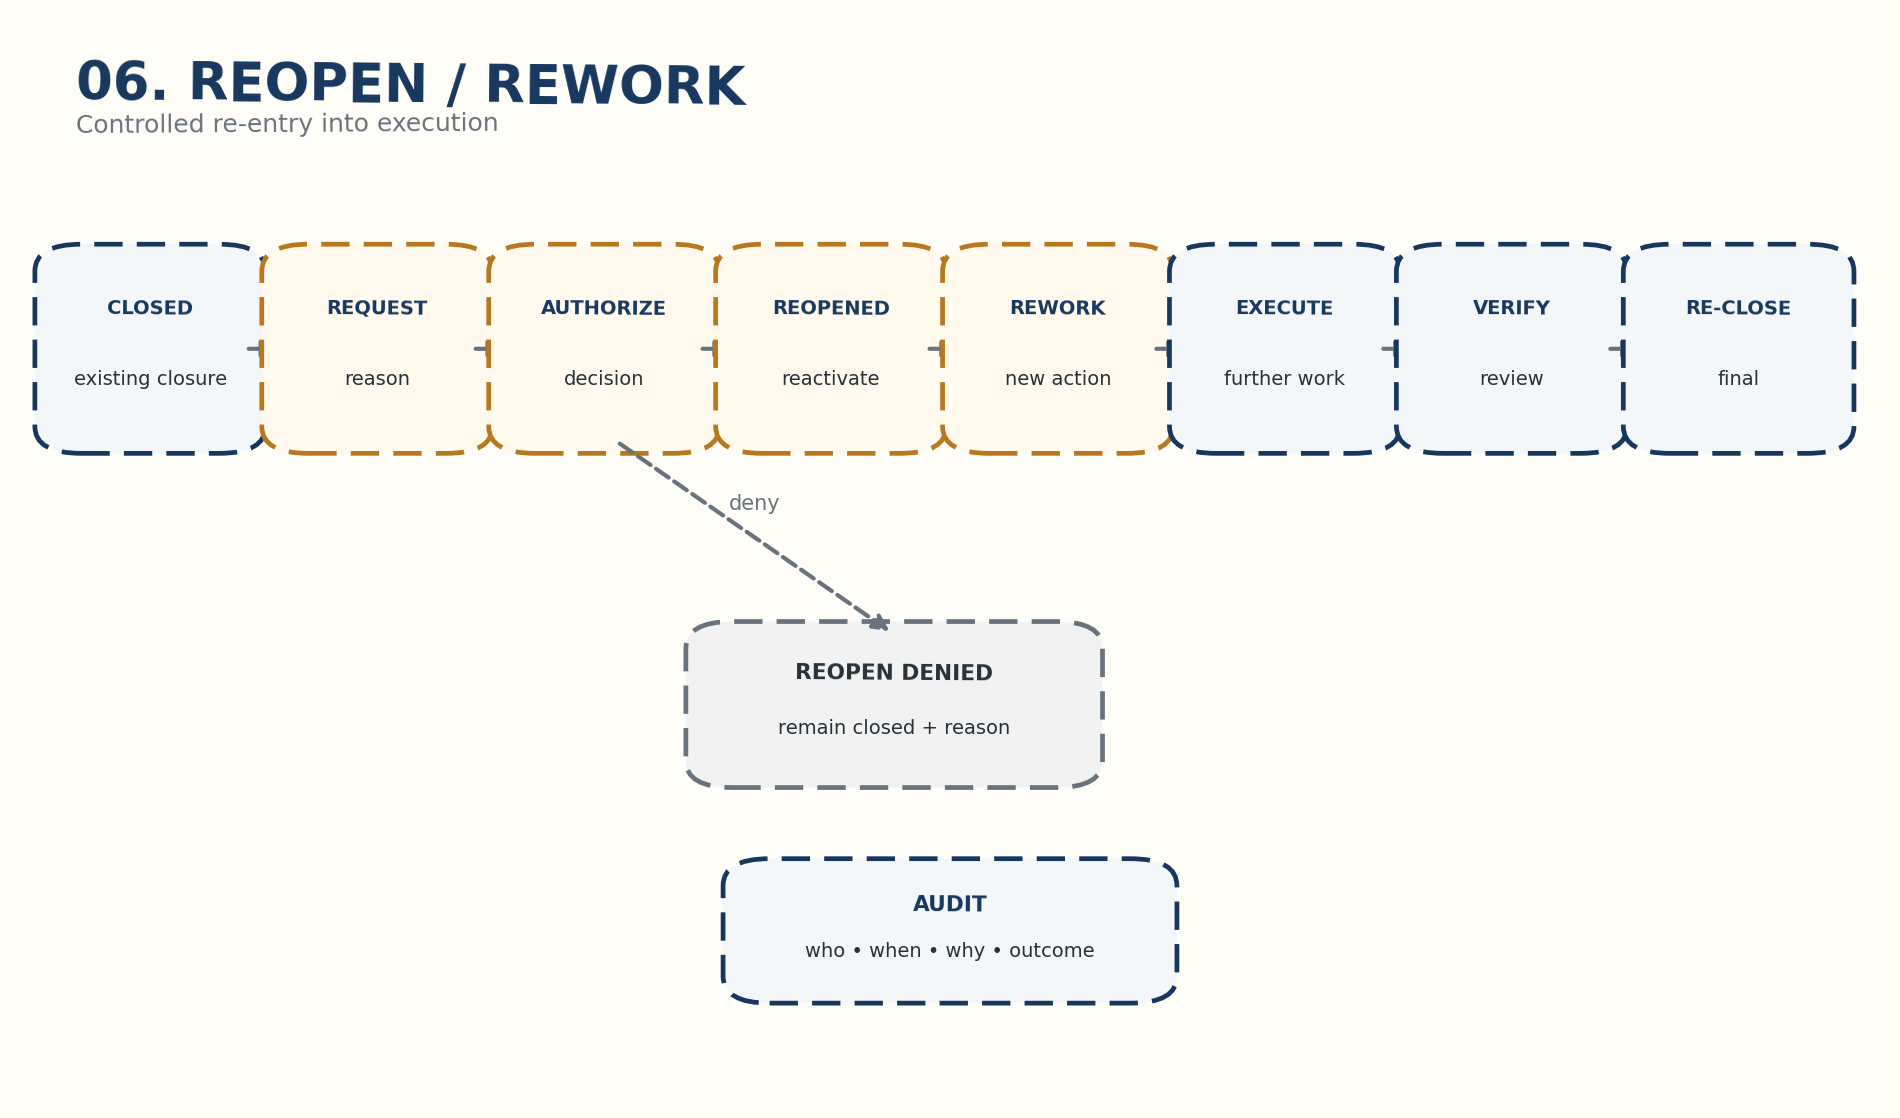 06. REOPEN / REWORK
Controlled re-entry into execution
CLOSED
existing closure
REQUEST
reason
AUTHORIZE
decision
REOPENED
reactivate
REWORK
new action
EXECUTE
further work
VERIFY
review
RE-CLOSE
final
deny
REOPEN DENIED
remain closed + reason
AUDIT
who • when • why • outcome